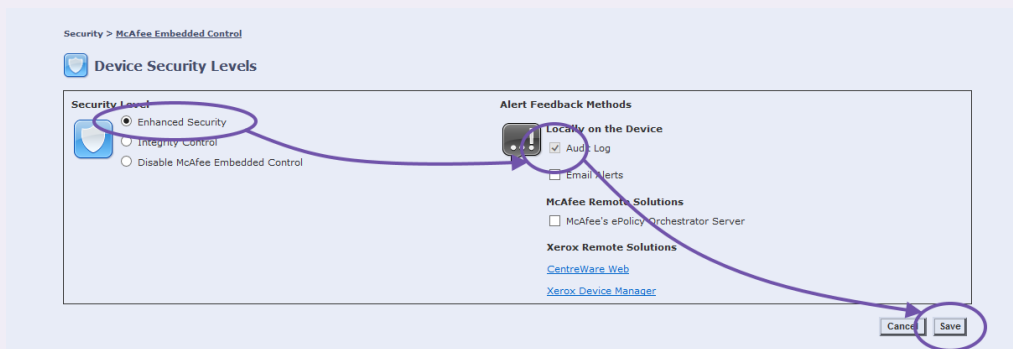 Security > McAfee Embedded Control
Device Security Levels
Security Level
Enhanced Security
Integrity Control
Disable McAfee Embedded Control
Alert Feedback Methods
Locally on the Device
Audit Log
Email Alerts
McAfee Remote Solutions
McAfee's ePolicy Orchestrator Server
Xerox Remote Solutions
CentreWare Web
Xerox Device Manager
Cancel Save